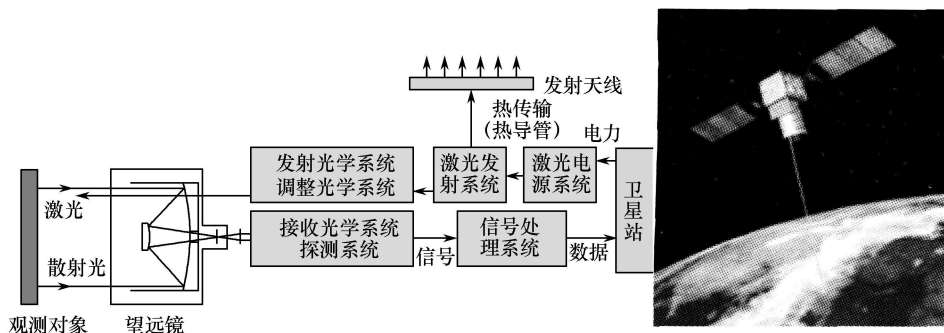 发射天线
热传输
(热导管)
电力
发射光学系统
调整光学系统
激光发
射系统
激光电
源系统
卫
星
站
激光
接收光学系统
探测系统
信号
信号处
理系统
数据
散射光
观测对象
望远镜